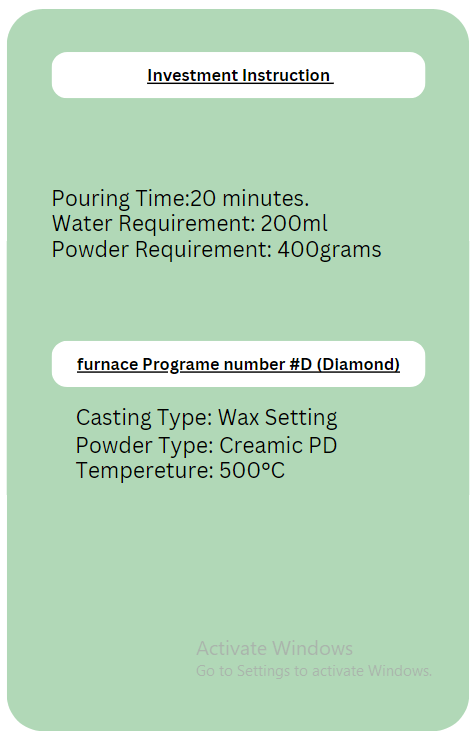 Investment Instruction
Pouring Time:20 minutes.
Water Requirement: 200ml
Powder Requirement: 400grams
furnace Programe number #D (Diamond)
Casting Type: Wax Setting
Powder Type: Creamic PD
Tempereture: 500°C
Activate Windows
Go to Settings to activate Windows.